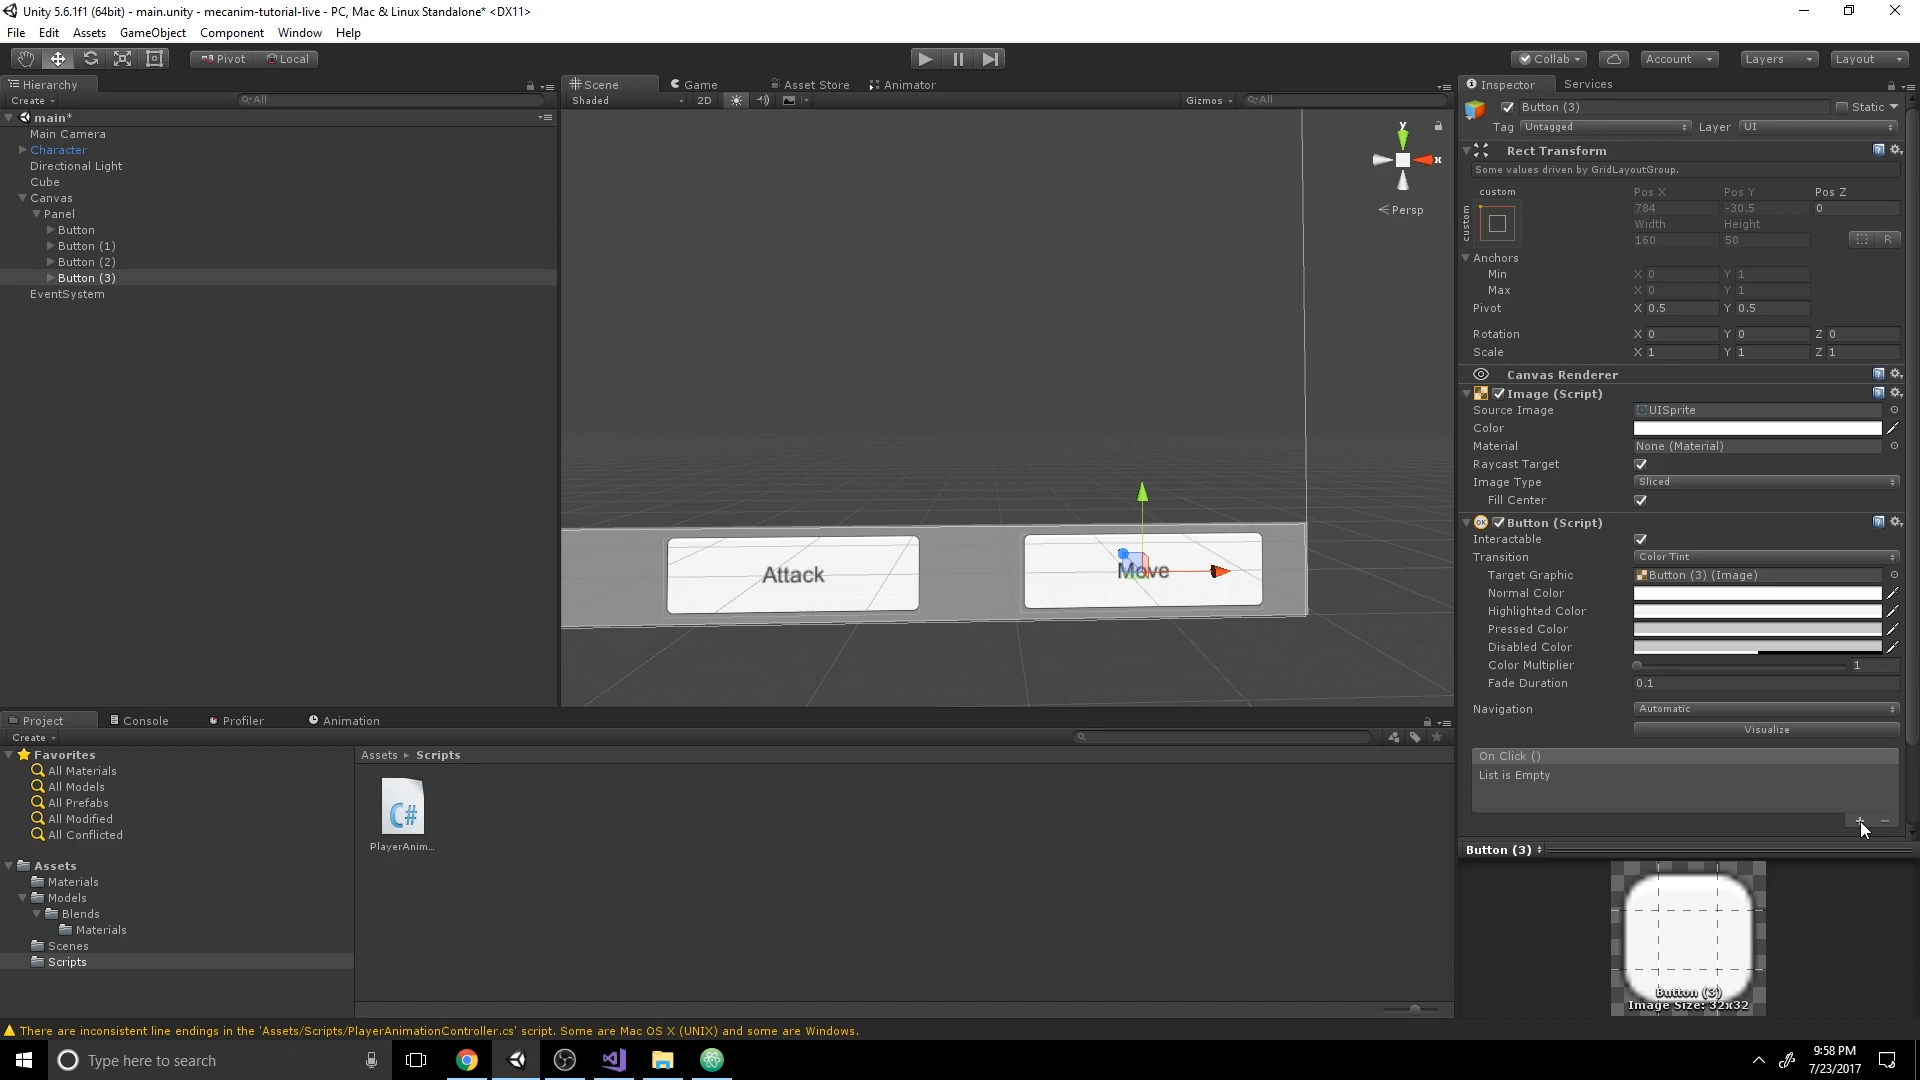 Unity 5.6.1f1 (64bit) - main.unity - mecanim-tutorial-live - PC, Mac & Linux Standalone* <DX11>
File Edit Assets GameObject Component Window Help
Pivot Local
Collab Account Layers Layout
Hierarchy
Create All
main*
Main Camera
Character
Directional Light
Cube
Canvas
Panel
Button
Button (1)
Button (2)
Button (3)
EventSystem
Scene Game Asset Store Animator
Shaded 2D Gizmos All
y
x
Persp
Attack
Move
Inspector Services
Button (3) Static
Tag Untagged Layer UI
Rect Transform
Some values driven by GridLayoutGroup.
custom
custom
Pos X Pos Y Pos Z
784 -30.5 0
Width Height
160 50 R
Anchors
Min X 0 Y 1
Max X 0 Y 1
Pivot X 0.5 Y 0.5
Rotation X 0 Y 0 Z 0
Scale X 1 Y 1 Z 1
Canvas Renderer
Image (Script)
Source Image UISprite
Color
Material None (Material)
Raycast Target
Image Type Sliced
Fill Center
OK Button (Script)
Interactable
Transition Color Tint
Target Graphic Button (3) (Image)
Normal Color
Highlighted Color
Pressed Color
Disabled Color
Color Multiplier 1
Fade Duration 0.1
Navigation Automatic
Visualize
On Click ()
List is Empty
Button (3)
Button (3)
Image Size: 32x32
Project Console Profiler Animation
Create
Favorites
All Materials
All Models
All Prefabs
All Modified
All Conflicted
Assets
Materials
Models
Blends
Materials
Scenes
Scripts
Assets Scripts
C#
PlayerAnim...
There are inconsistent line endings in the 'Assets/Scripts/PlayerAnimationController.cs' script. Some are Mac OS X (UNIX) and some are Windows.
Type here to search
9:58 PM
7/23/2017